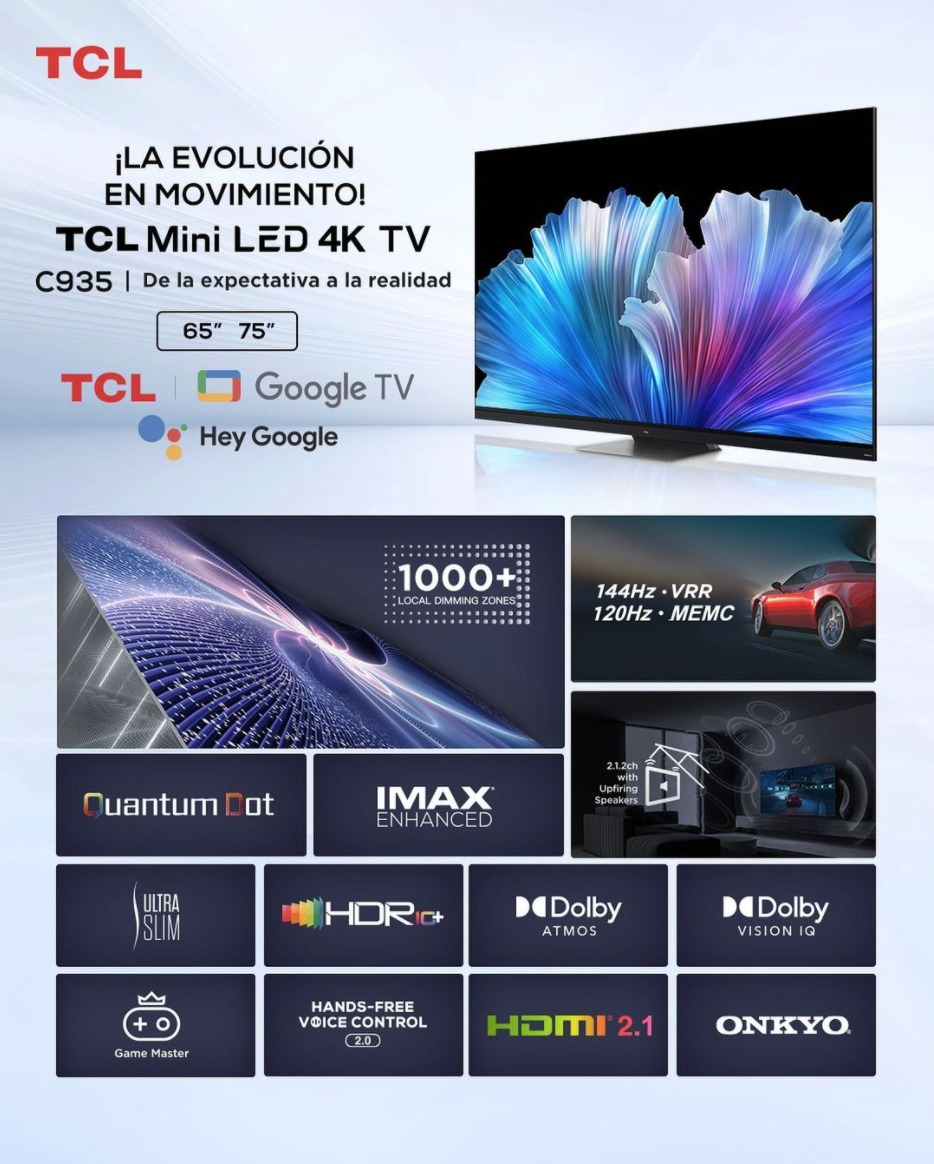 TCL
¡LA EVOLUCIÓN
EN MOVIMIENTO!
TCL Mini LED 4K TV
C935 | De la expectativa a la realidad
65” 75”
TCL | Google TV
Hey Google
1000+
LOCAL DIMMING ZONES
144Hz · VRR
120Hz · MEMC
2.1.2ch
with
Upfiring
Speakers
Quantum Dot
IMAX®
ENHANCED
ULTRA
SLIM
HDR10+
Dolby
ATMOS
Dolby
VISION IQ
Game Master
HANDS-FREE
VOICE CONTROL
2.0
HDMI® 2.1
ONKYO